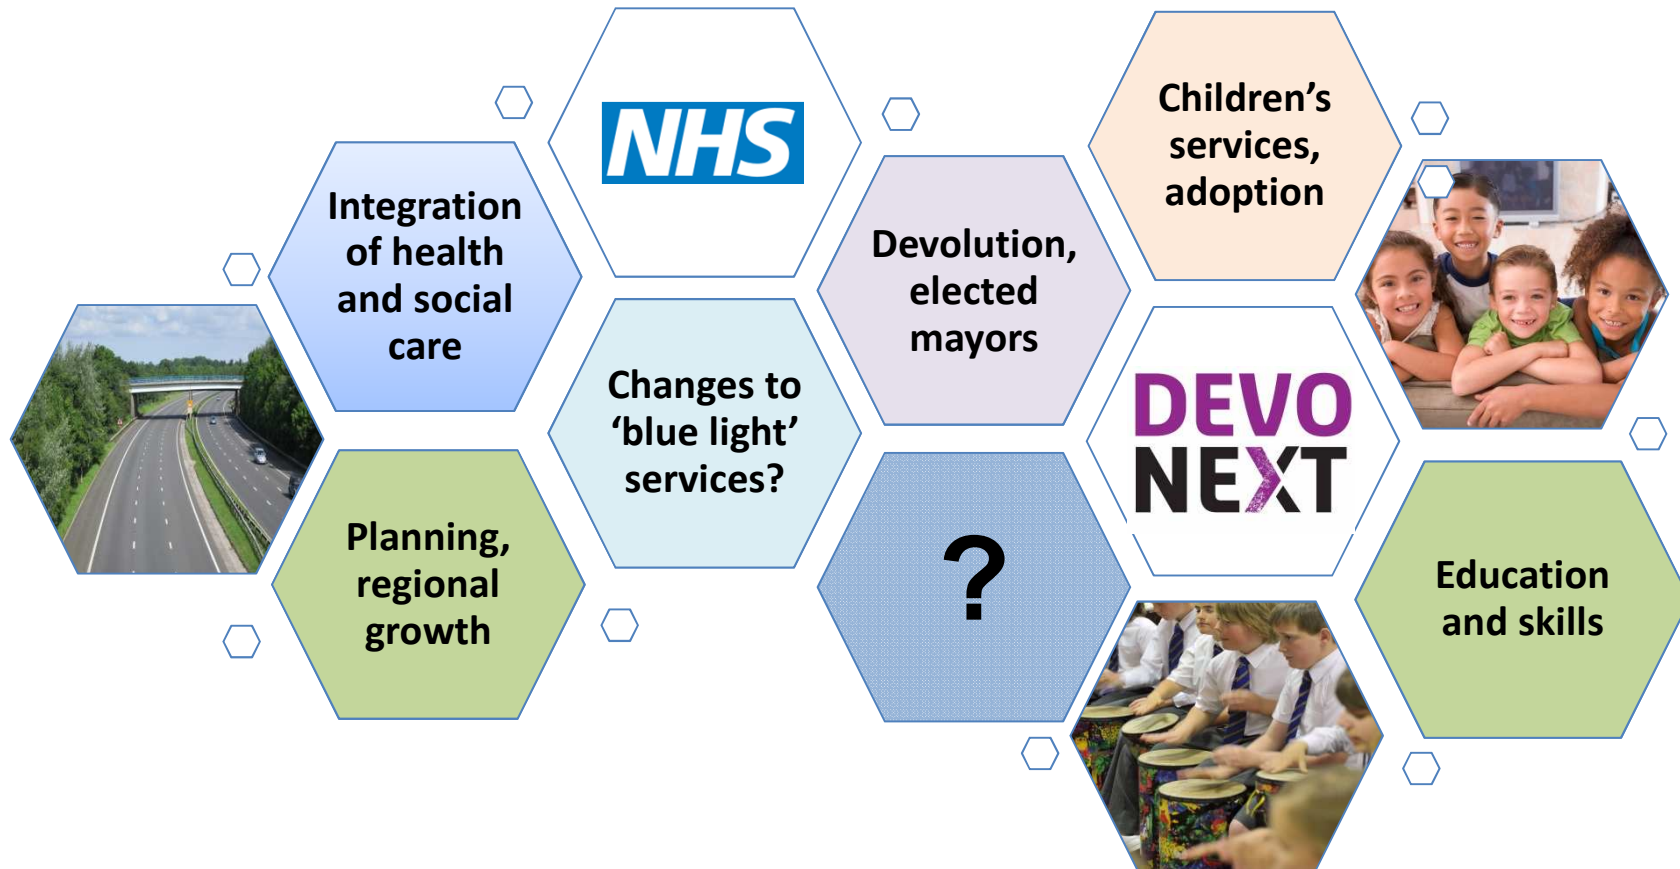 NHS
Integration
of health
and social
care
Planning,
regional
growth
Changes to
‘blue light’
services?
Devolution,
elected
mayors
?
Children’s
services,
adoption
DEVO
NEXT
Education
and skills